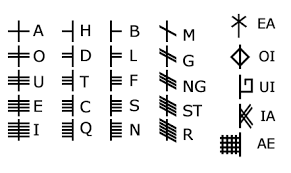 ᚐ A ᚆ H ᚁ B ᚋ M ᚕ EA
ᚑ O ᚇ D ᚂ L ᚌ G ᚖ OI
ᚒ U ᚈ T ᚃ F ᚍ NG ᚗ UI
ᚓ E ᚉ C ᚄ S ᚎ ST ᚘ IA
ᚔ I ᚊ Q ᚅ N ᚏ R ᚙ AE